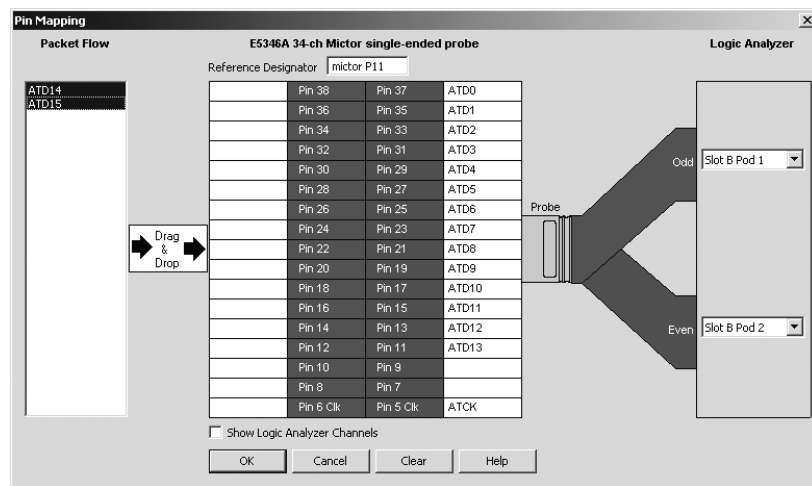 Pin Mapping
Packet Flow E5346A 34-ch Mictor single-ended probe Logic Analyzer
Reference Designator mictor P11
ATD14
ATD15
Pin 38 Pin 37 ATD0
Pin 36 Pin 35 ATD1
Pin 34 Pin 33 ATD2
Pin 32 Pin 31 ATD3
Pin 30 Pin 29 ATD4
Pin 28 Pin 27 ATD5
Pin 26 Pin 25 ATD6
Pin 24 Pin 23 ATD7
Pin 22 Pin 21 ATD8
Pin 20 Pin 19 ATD9
Pin 18 Pin 17 ATD10
Pin 16 Pin 15 ATD11
Pin 14 Pin 13 ATD12
Pin 12 Pin 11 ATD13
Pin 10 Pin 9
Pin 8 Pin 7
Pin 6 Clk Pin 5 Clk ATCK
Drag
&
Drop
Probe
Odd Slot B Pod 1
Even Slot B Pod 2
Show Logic Analyzer Channels
OK Cancel Clear Help